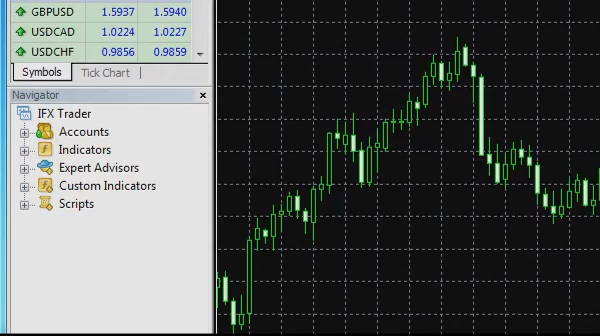 GBPUSD 1.5937 1.5940
USDCAD 1.0224 1.0227
USDCHF 0.9856 0.9859
Symbols Tick Chart
Navigator
IFX Trader
Accounts
Indicators
Expert Advisors
Custom Indicators
Scripts